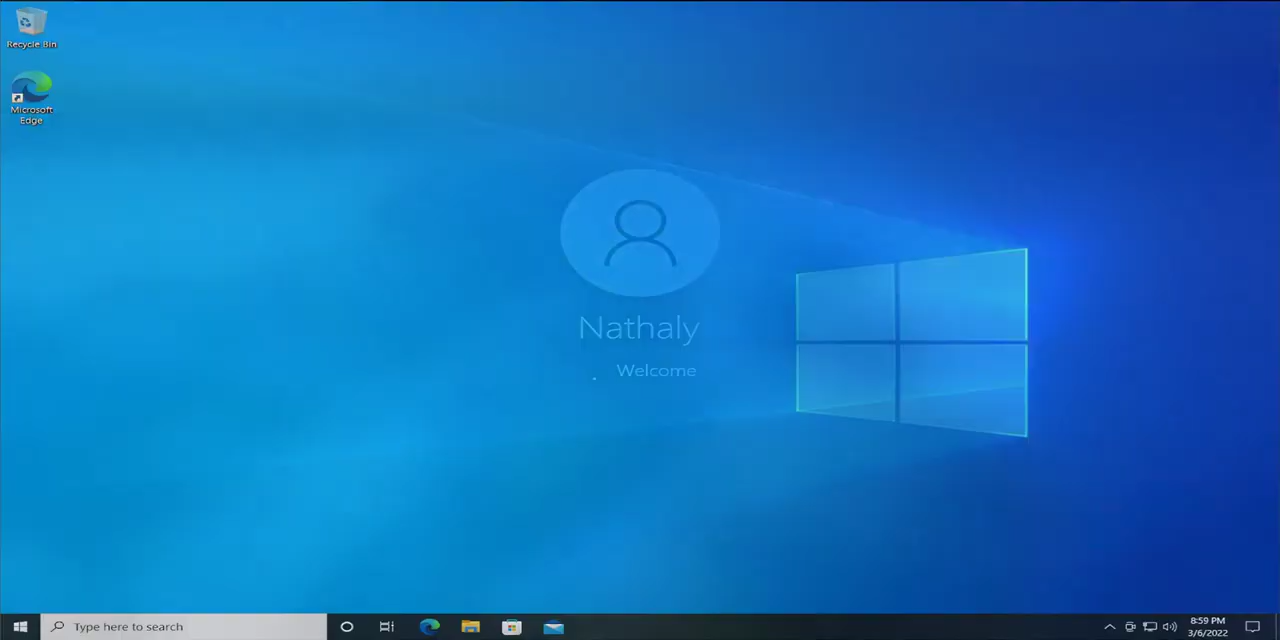 Recycle Bin
Microsoft
Edge
Nathaly
Welcome
Type here to search
8:59 PM
3/6/2022